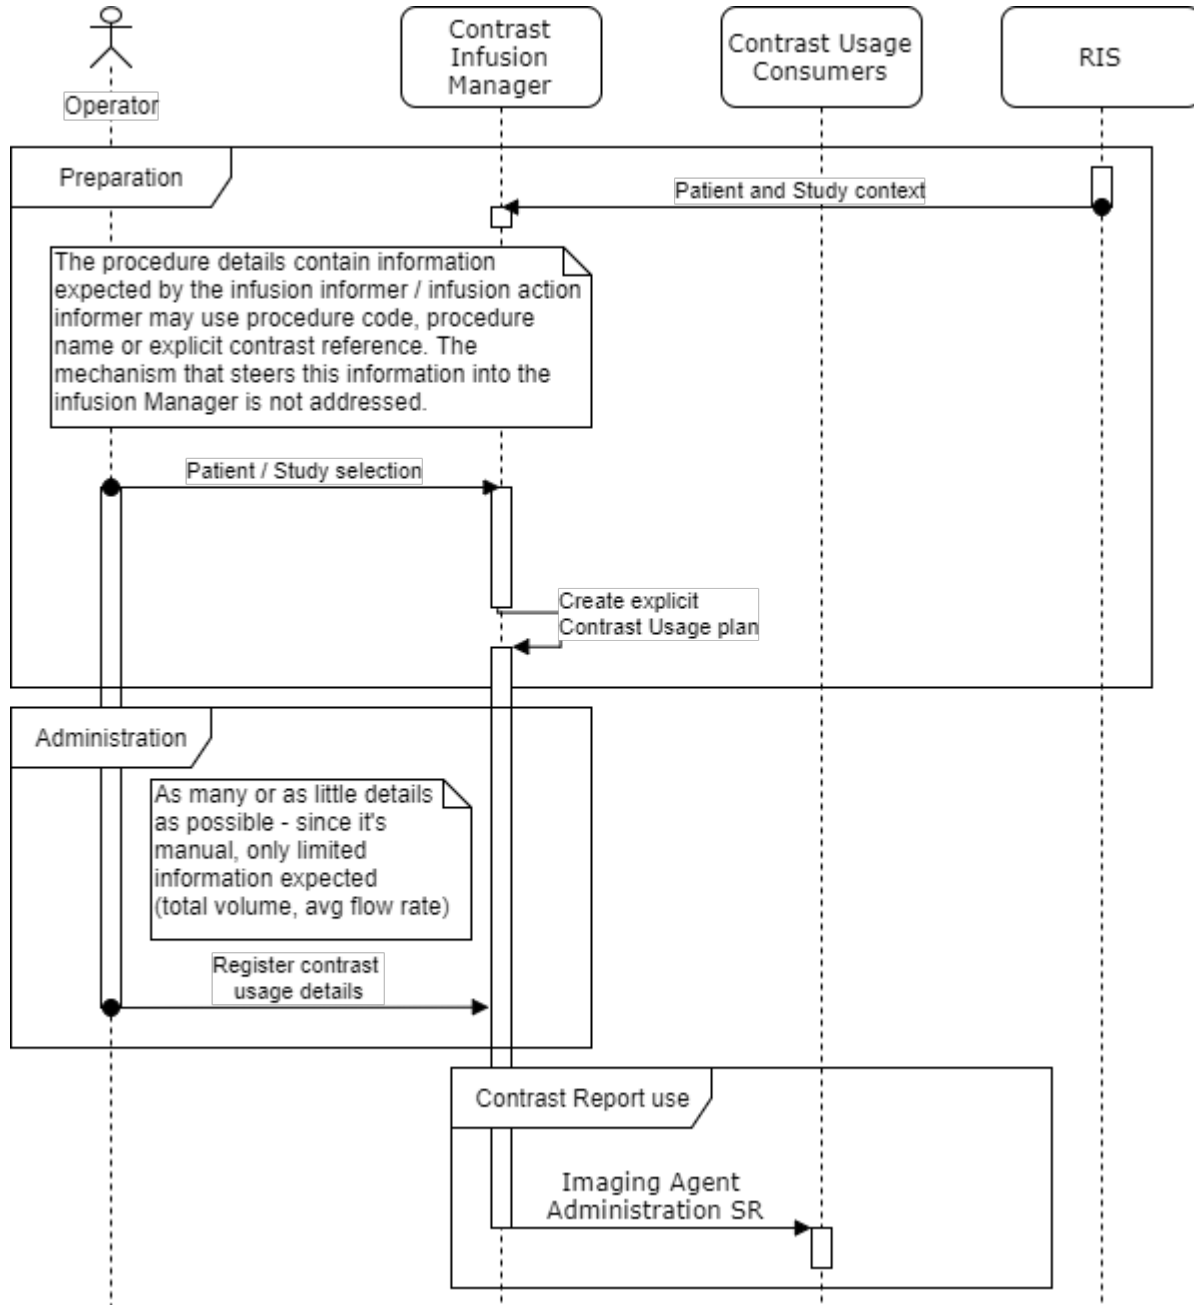 Operator
Contrast
Infusion
Manager
Contrast Usage
Consumers
RIS
Preparation
Patient and Study context
The procedure details contain information
expected by the infusion informer / infusion action
informer may use procedure code, procedure
name or explicit contrast reference. The
mechanism that steers this information into the
infusion Manager is not addressed.
Patient / Study selection
Create explicit
Contrast Usage plan
Administration
As many or as little details
as possible - since it's
manual, only limited
information expected
(total volume, avg flow rate)
Register contrast
usage details
Contrast Report use
Imaging Agent
Administration SR